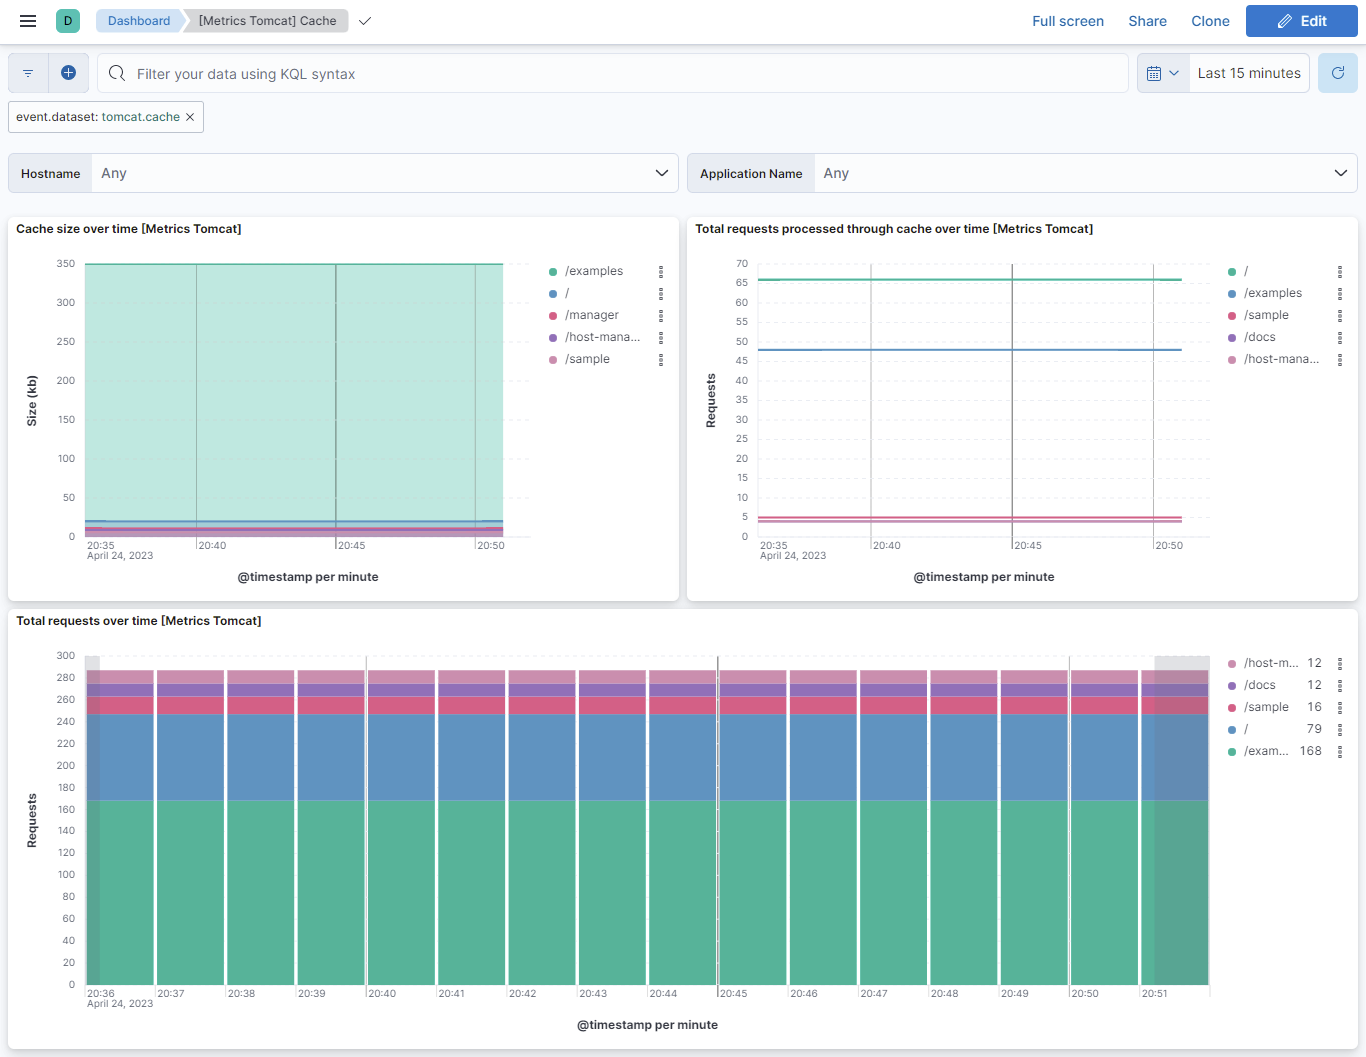 D Dashboard [Metrics Tomcat] Cache Full screen Share Clone Edit
Filter your data using KQL syntax Last 15 minutes
event.dataset: tomcat.cache ×
Hostname Any
Application Name Any
Cache size over time [Metrics Tomcat]
350
300
250
200
150
100
50
0
Size (kb)
20:35 20:40 20:45 20:50
April 24, 2023
@timestamp per minute
/examples
/
/manager
/host-mana...
/sample
Total requests processed through cache over time [Metrics Tomcat]
70
65
60
55
50
45
40
35
30
25
20
15
10
5
0
Requests
20:35 20:40 20:45 20:50
April 24, 2023
@timestamp per minute
/
/examples
/sample
/docs
/host-mana...
Total requests over time [Metrics Tomcat]
300
280
260
240
220
200
180
160
140
120
100
80
60
40
20
0
Requests
20:36 20:37 20:38 20:39 20:40 20:41 20:42 20:43 20:44 20:45 20:46 20:47 20:48 20:49 20:50 20:51
April 24, 2023
@timestamp per minute
/host-m... 12
/docs 12
/sample 16
/ 79
/exam... 168